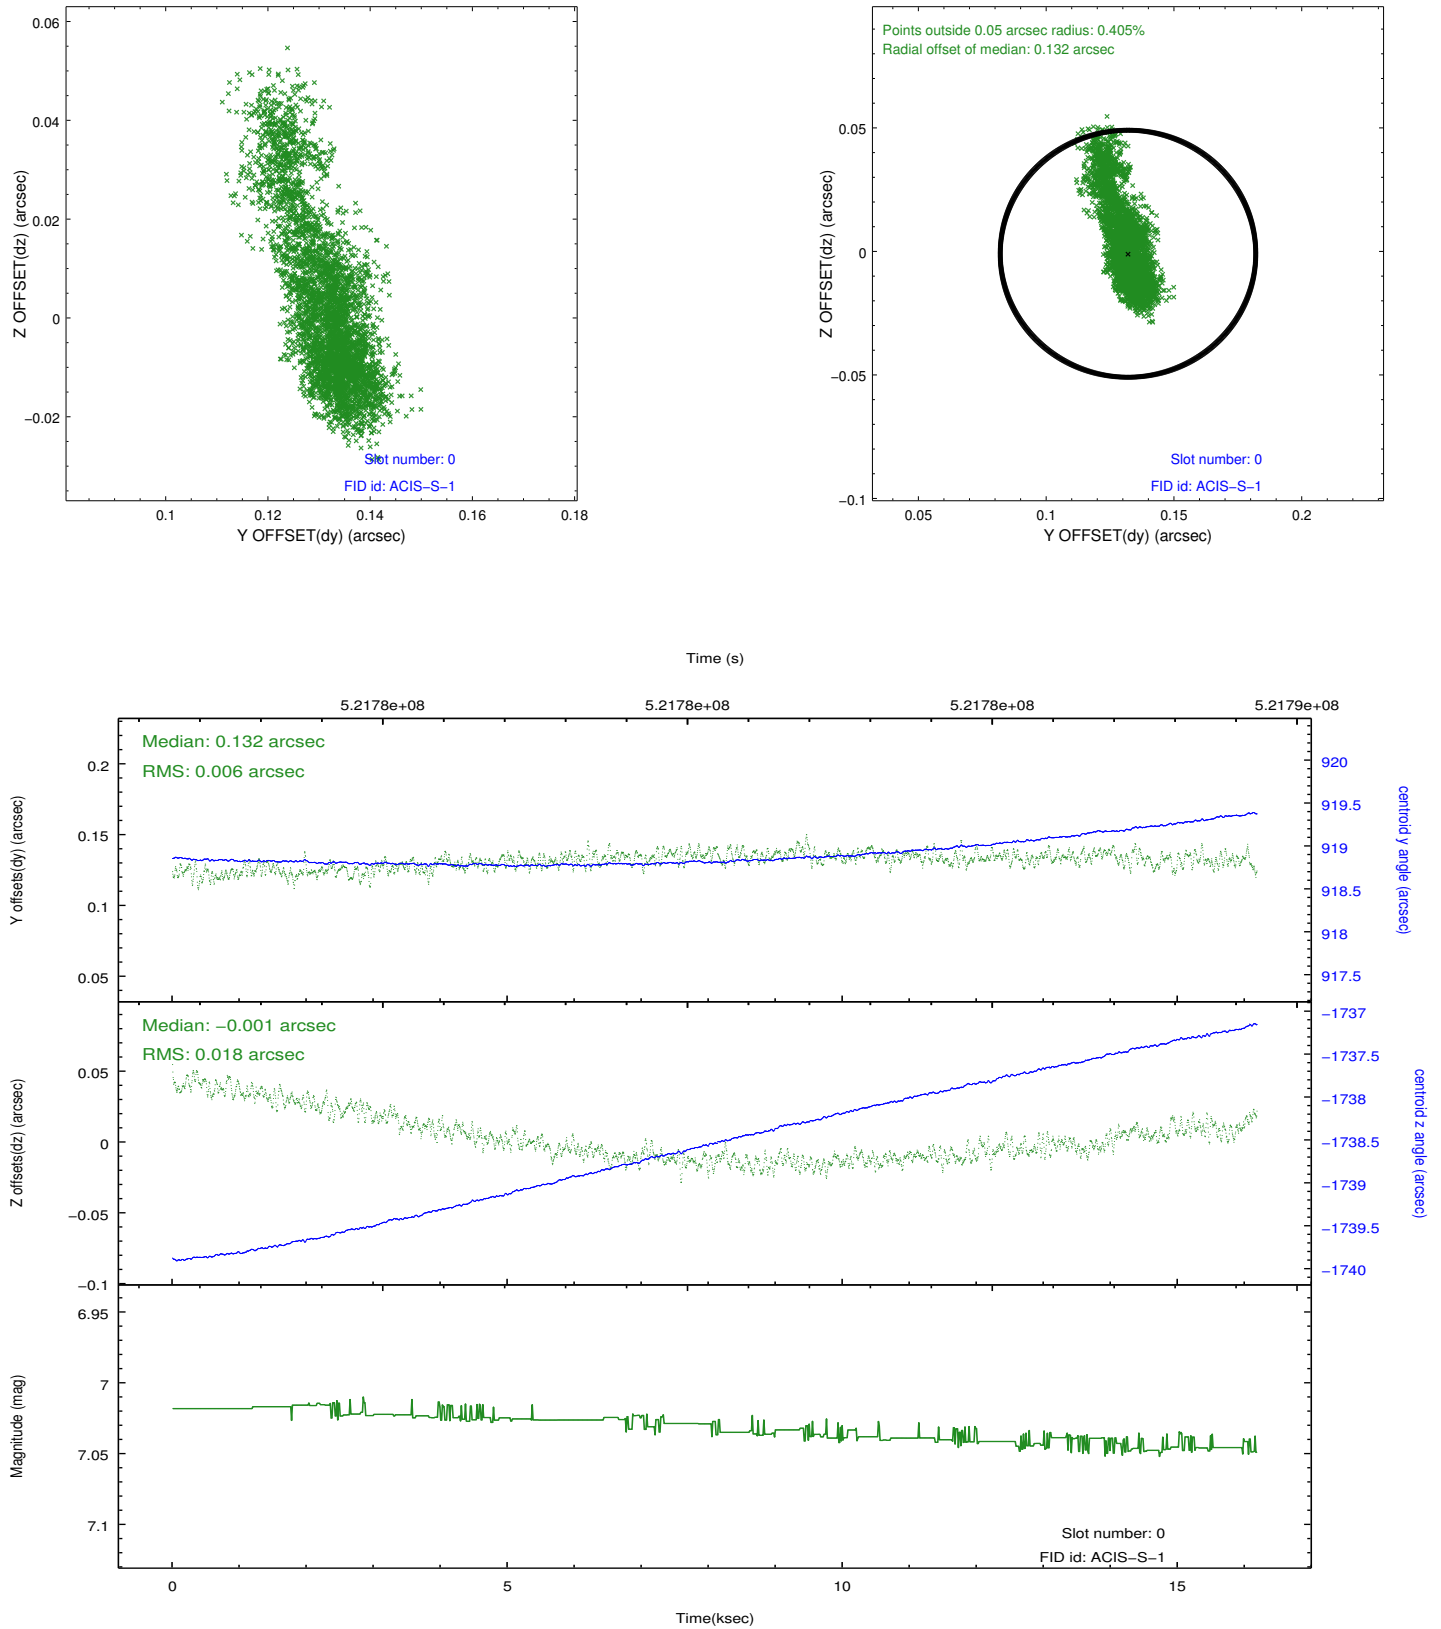 0.06
0.04
0.02
0
−0.02
Z OFFSET(dz) (arcsec)
0.1 0.12 0.14 0.16 0.18
Y OFFSET(dy) (arcsec)
Slot number: 0
FID id: ACIS−S−1
Points outside 0.05 arcsec radius: 0.405%
Radial offset of median: 0.132 arcsec
0.05
0
−0.05
−0.1
Z OFFSET(dz) (arcsec)
0.05 0.1 0.15 0.2
Y OFFSET(dy) (arcsec)
Slot number: 0
FID id: ACIS−S−1
Time (s)
5.2178e+08 5.2178e+08 5.2178e+08 5.2179e+08
Median: 0.132 arcsec
RMS: 0.006 arcsec
0.2
0.15
0.1
0.05
Y offsets(dy) (arcsec)
920
919.5
919
918.5
918
917.5
centroid y angle (arcsec)
Median: −0.001 arcsec
RMS: 0.018 arcsec
0.05
0
−0.05
−0.1
Z offsets(dz) (arcsec)
−1737
−1737.5
−1738
−1738.5
−1739
−1739.5
−1740
centroid z angle (arcsec)
6.95
7
7.05
7.1
Magnitude (mag)
Slot number: 0
FID id: ACIS−S−1
0 5 10 15
Time(ksec)